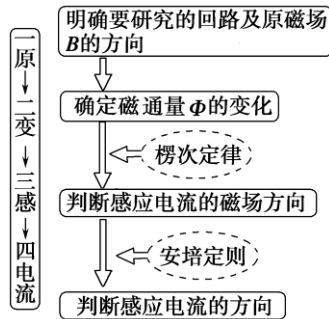 一原→二变→三感→四电流
明确要研究的回路及原磁场
B的方向
确定磁通量Φ的变化
楞次定律
判断感应电流的磁场方向
安培定则
判断感应电流的方向